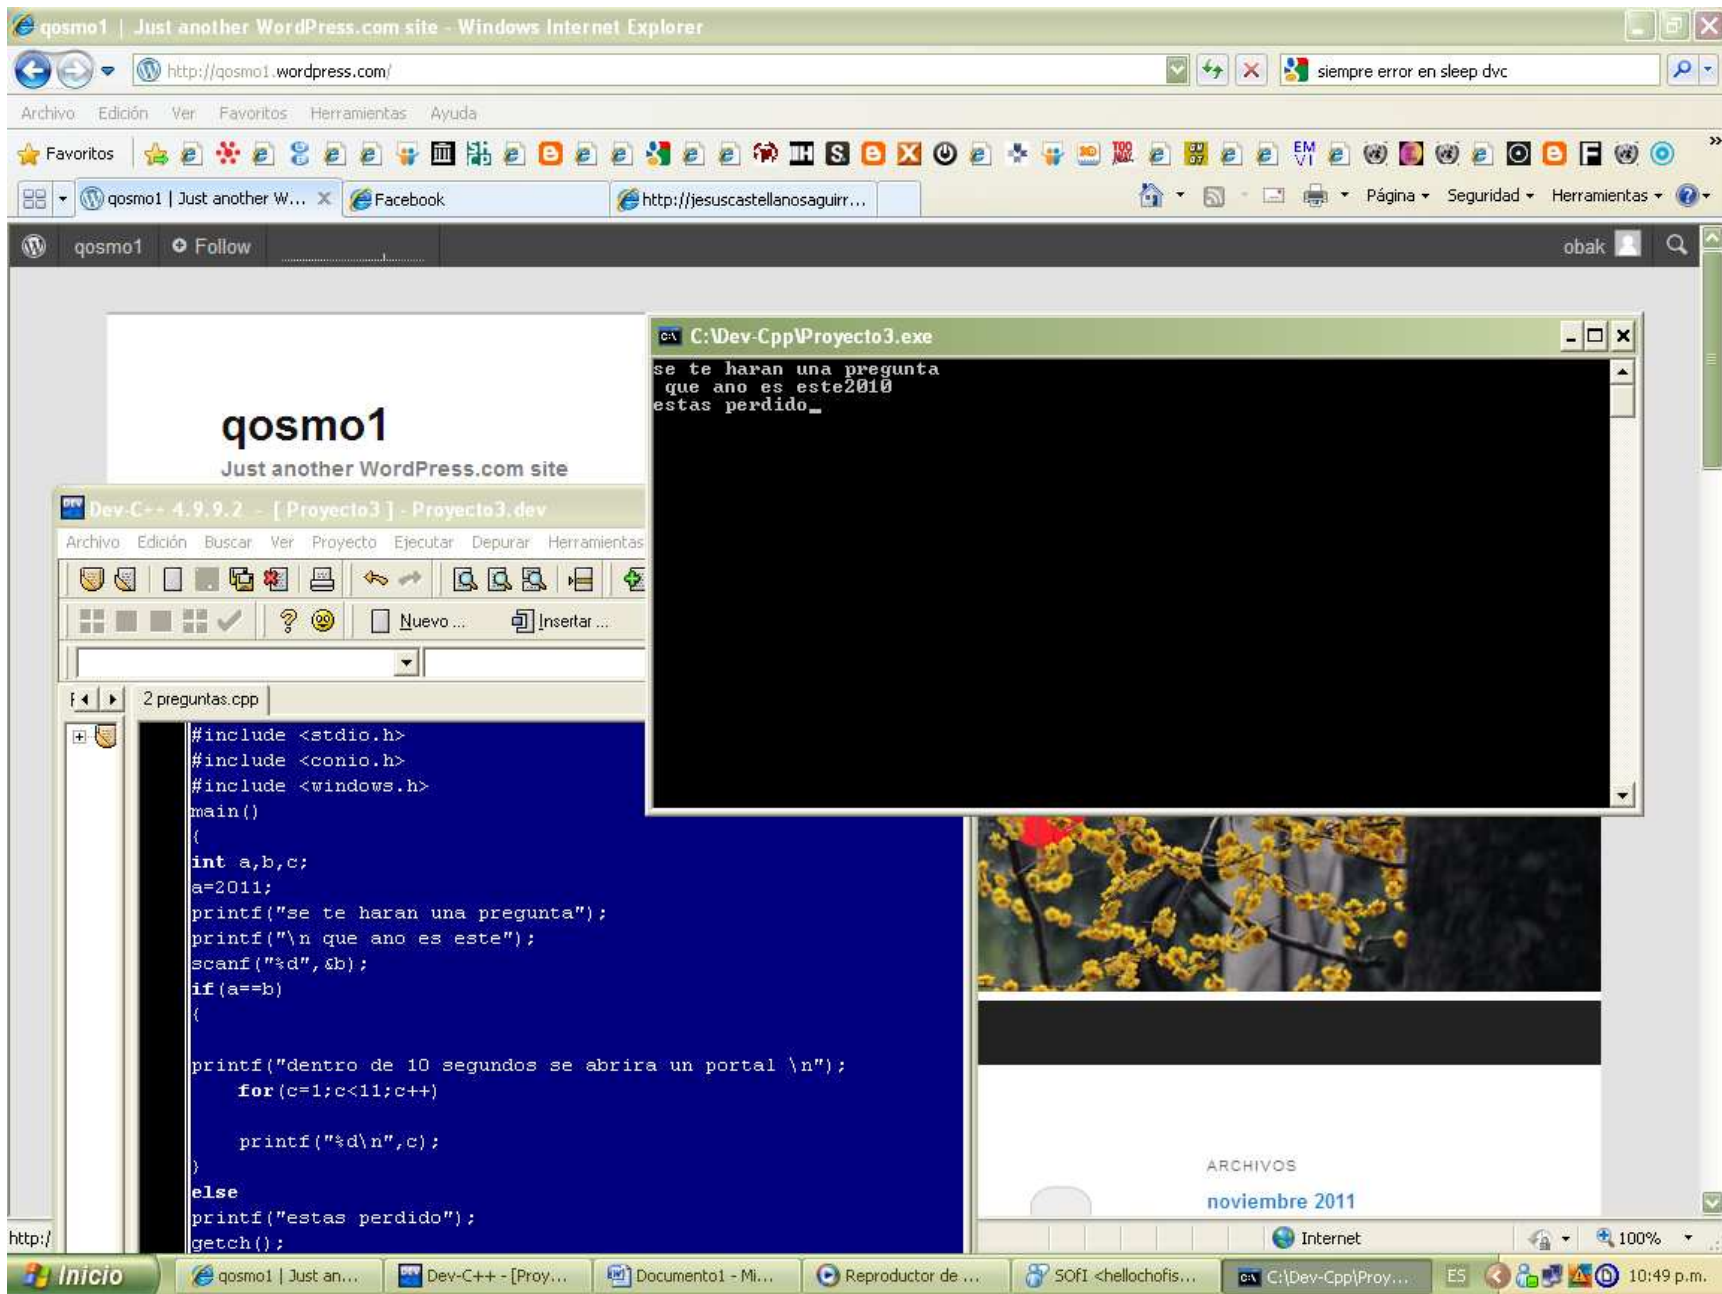 qosmo1 | Just another WordPress.com site - Windows Internet Explorer
http://qosmo1.wordpress.com/
siempre error en sleep dvc
Archivo Edición Ver Favoritos Herramientas Ayuda
Favoritos
qosmo1 | Just another W...
Facebook
http://jesuscastellanosaguirr...
Página
Seguridad
Herramientas
qosmo1
Follow
obak
C:\Dev-Cpp\Proyecto3.exe
se te haran una pregunta
que ano es este2010
estas perdido_
qosmo1
Just another WordPress.com site
Dev-C++ 4.9.9.2 - [ Proyecto3 ] - Proyecto3.dev
Archivo Edición Buscar Ver Proyecto Ejecutar Depurar Herramientas
Nuevo ...
Insertar ...
2 preguntas.cpp
#include <stdio.h>
#include <conio.h>
#include <windows.h>
main()
{
int a,b,c;
a=2011;
printf("se te haran una pregunta");
printf("\n que ano es este");
scanf("%d",&b);
if(a==b)
{
printf("dentro de 10 segundos se abrira un portal \n");
for(c=1;c<11;c++)
printf("%d\n",c);
}
else
printf("estas perdido");
getch();
ARCHIVOS
noviembre 2011
http:/
Internet
100%
Inicio
qosmo1 | Just an...
Dev-C++ - [Proy...
Documento1 - Mi...
Reproductor de ...
SOfI <hellochofis...
C:\Dev-Cpp\Proy...
ES
10:49 p.m.